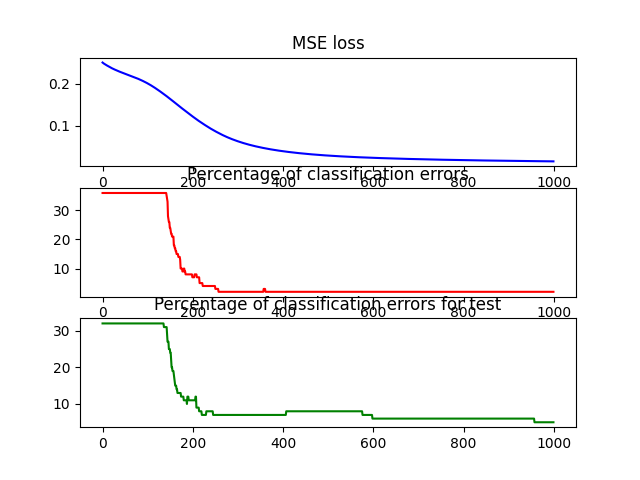 MSE loss
0.2
0.1
0 200 400 600 800 1000
Percentage of classification errors
30
20
10
0 200 400 600 800 1000
Percentage of classification errors for test
30
20
10
0 200 400 600 800 1000